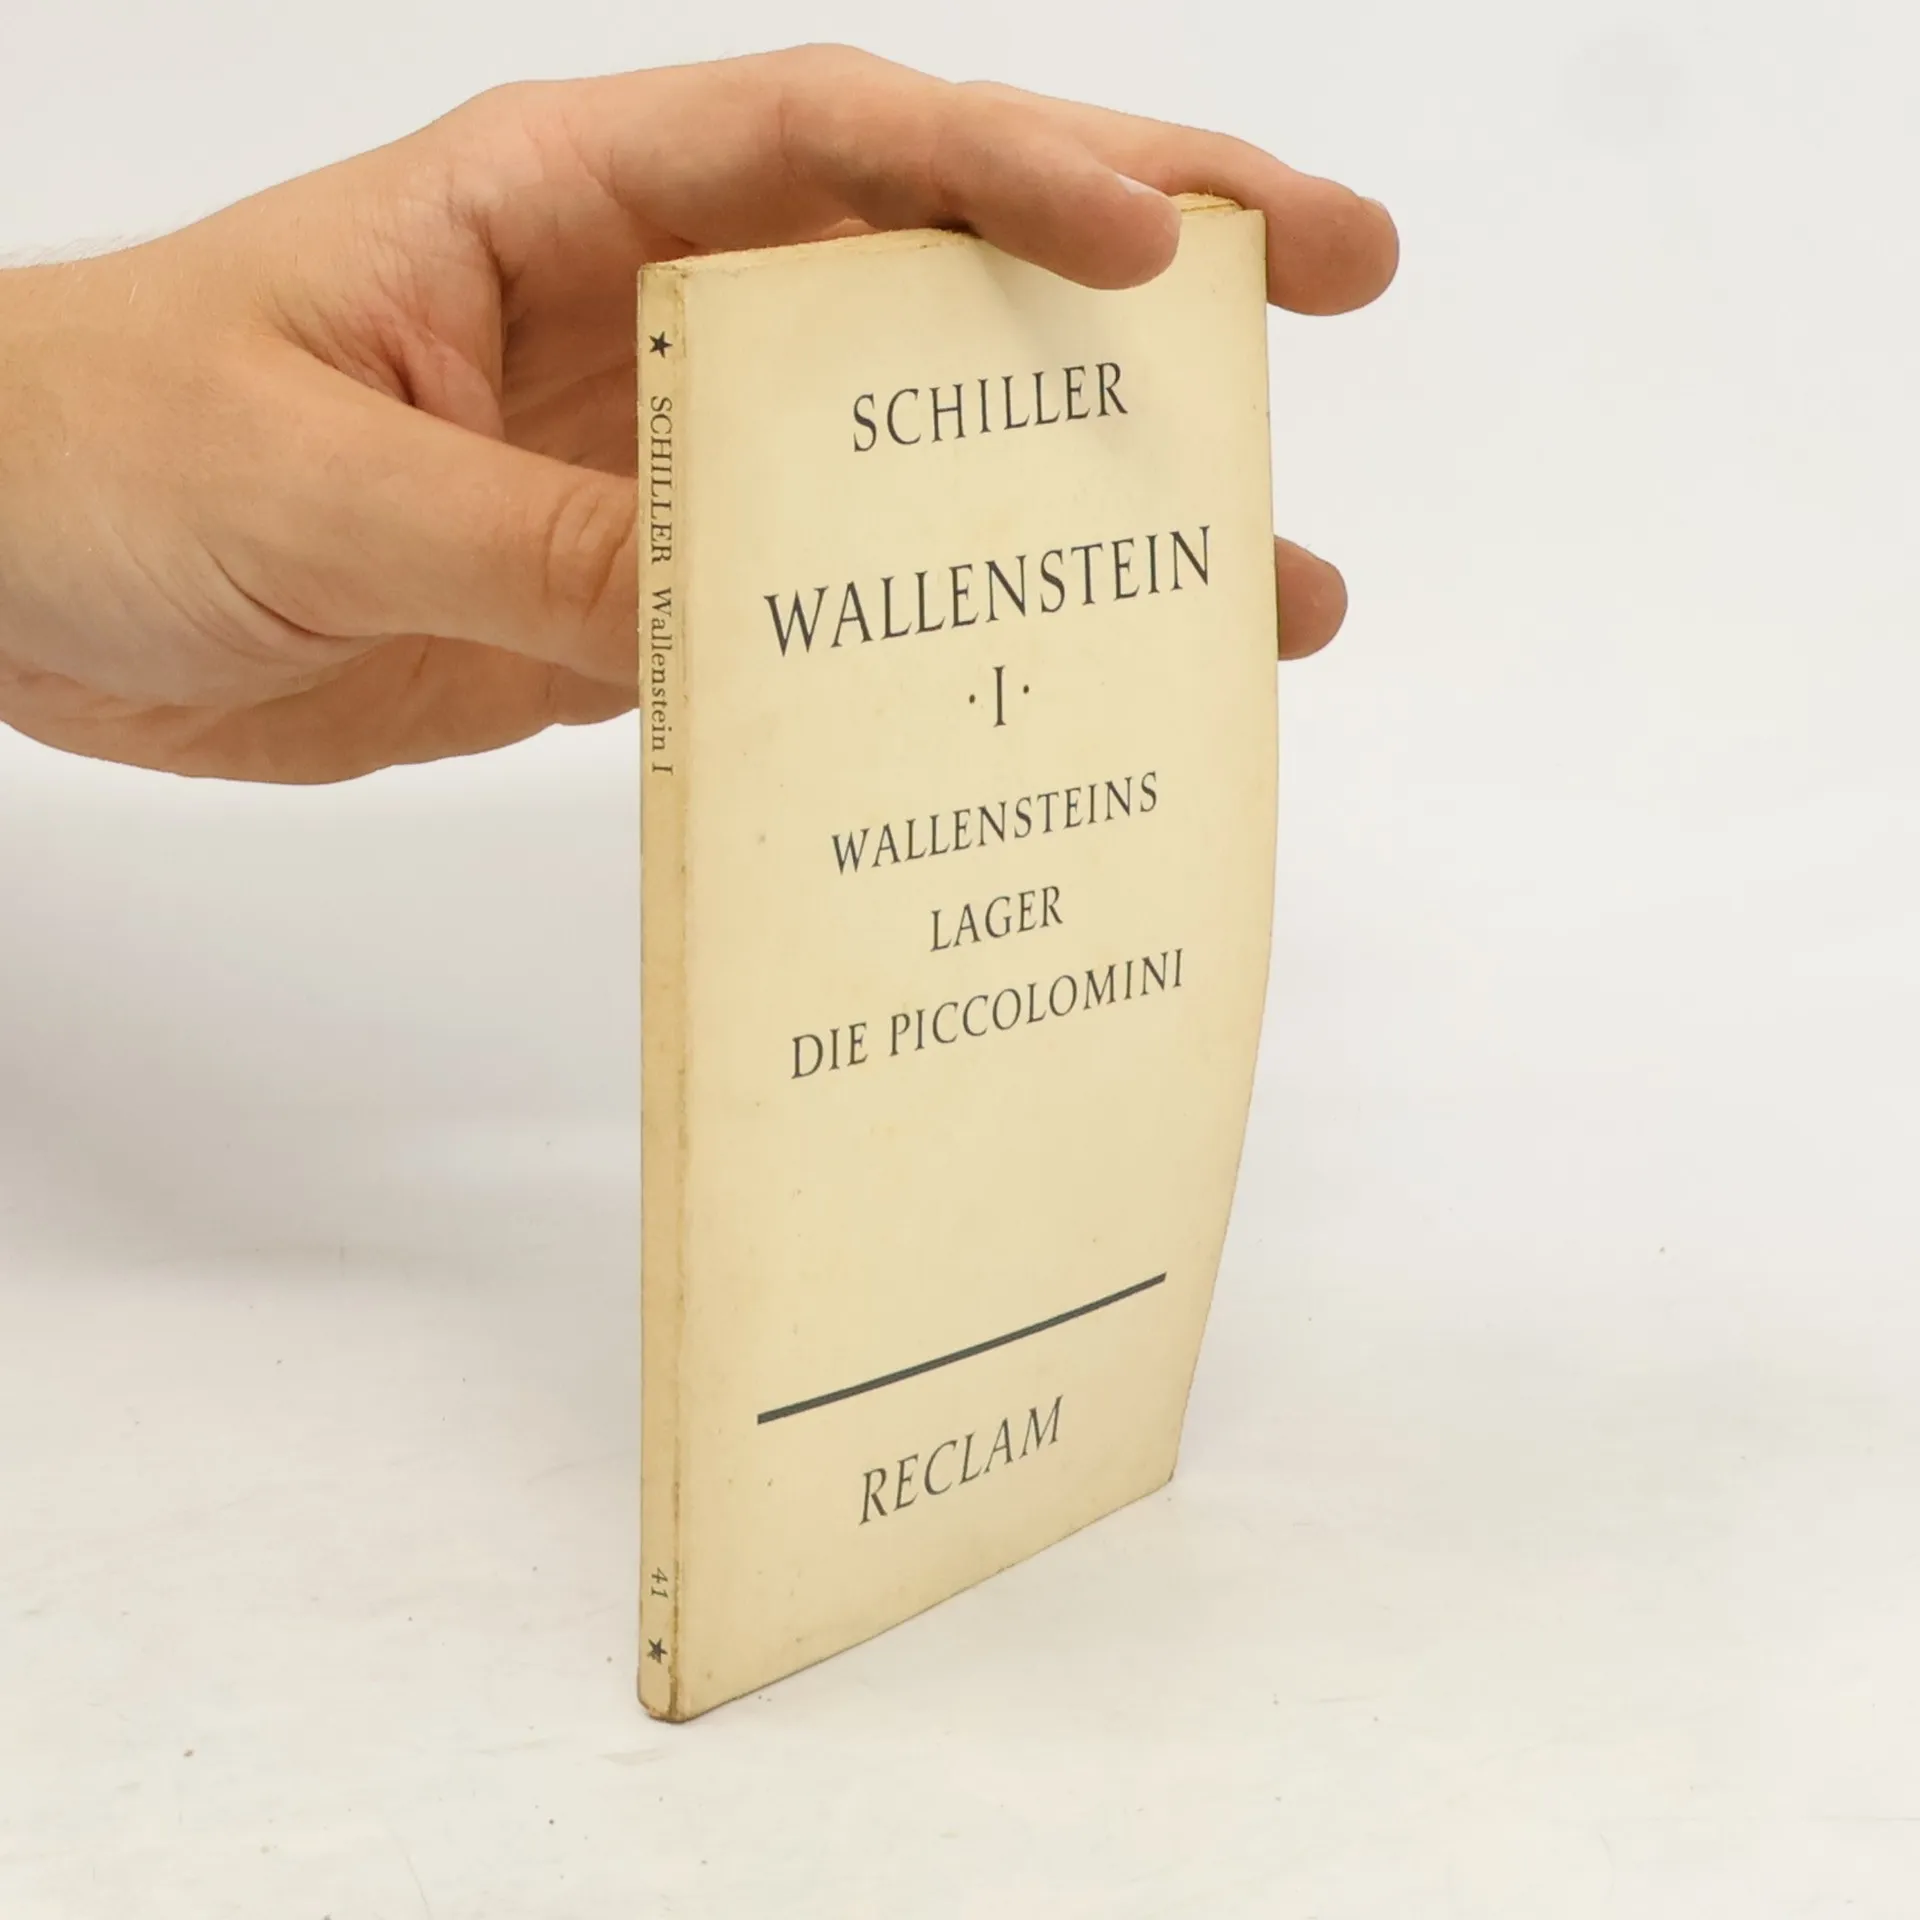 SCHILLER
WALLENSTEIN
· I ·
WALLENSTEINS
LAGER
DIE PICCOLOMINI
RECLAM
★ SCHILLER Wallenstein I 41 ★